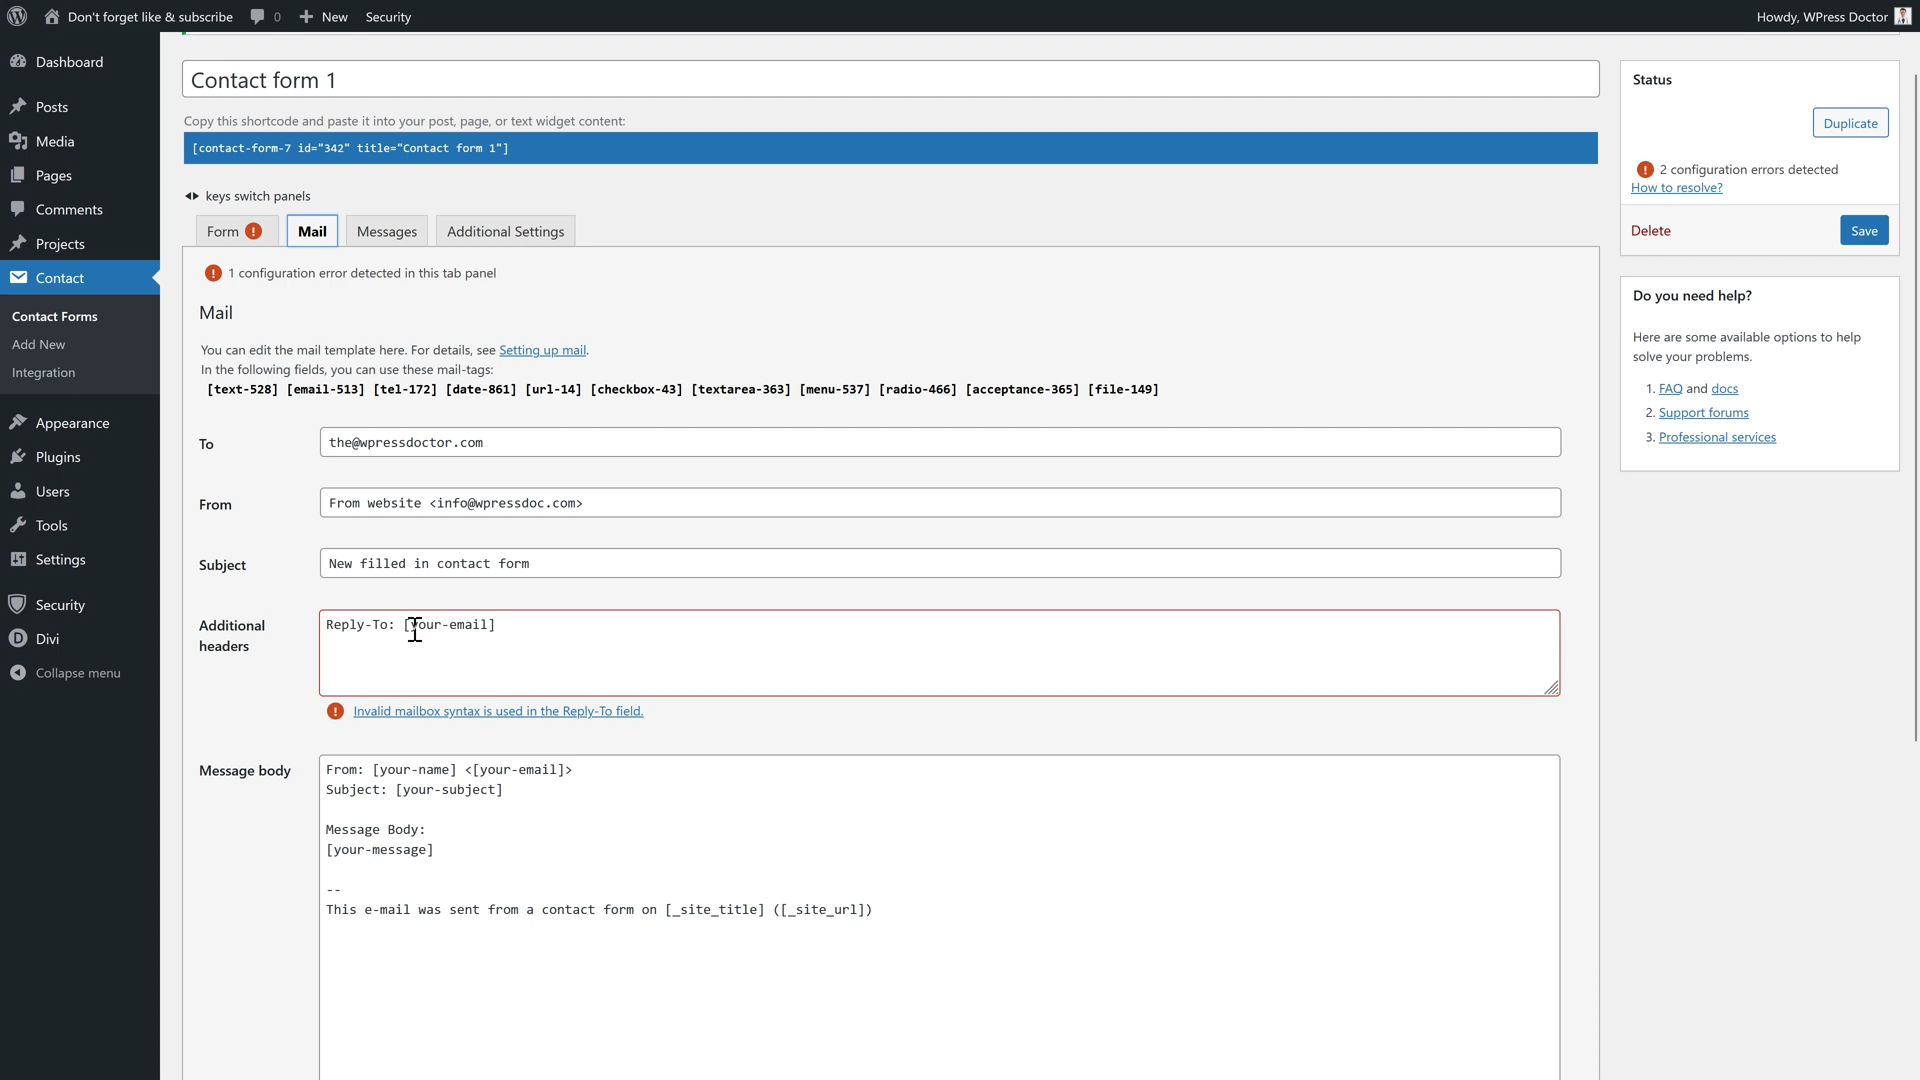 Don't forget like & subscribe
0
New
Security
Howdy, WPress Doctor
Dashboard
Posts
Media
Pages
Comments
Projects
Contact
Contact Forms
Add New
Integration
Appearance
Plugins
Users
Tools
Settings
Security
Divi
Collapse menu
Contact form 1
Copy this shortcode and paste it into your post, page, or text widget content:
[contact-form-7 id="342" title="Contact form 1"]
keys switch panels
Form !
Mail
Messages
Additional Settings
! 1 configuration error detected in this tab panel
Mail
You can edit the mail template here. For details, see Setting up mail.
In the following fields, you can use these mail-tags:
[text-528] [email-513] [tel-172] [date-861] [url-14] [checkbox-43] [textarea-363] [menu-537] [radio-466] [acceptance-365] [file-149]
To
the@wpressdoctor.com
From
From website <info@wpressdoc.com>
Subject
New filled in contact form
Additional
headers
Reply-To: [your-email]
! Invalid mailbox syntax is used in the Reply-To field.
Message body
From: [your-name] <[your-email]>
Subject: [your-subject]
Message Body:
[your-message]
--
This e-mail was sent from a contact form on [_site_title] ([_site_url])
Status
Duplicate
! 2 configuration errors detected
How to resolve?
Delete
Save
Do you need help?
Here are some available options to help
solve your problems.
1. FAQ and docs
2. Support forums
3. Professional services